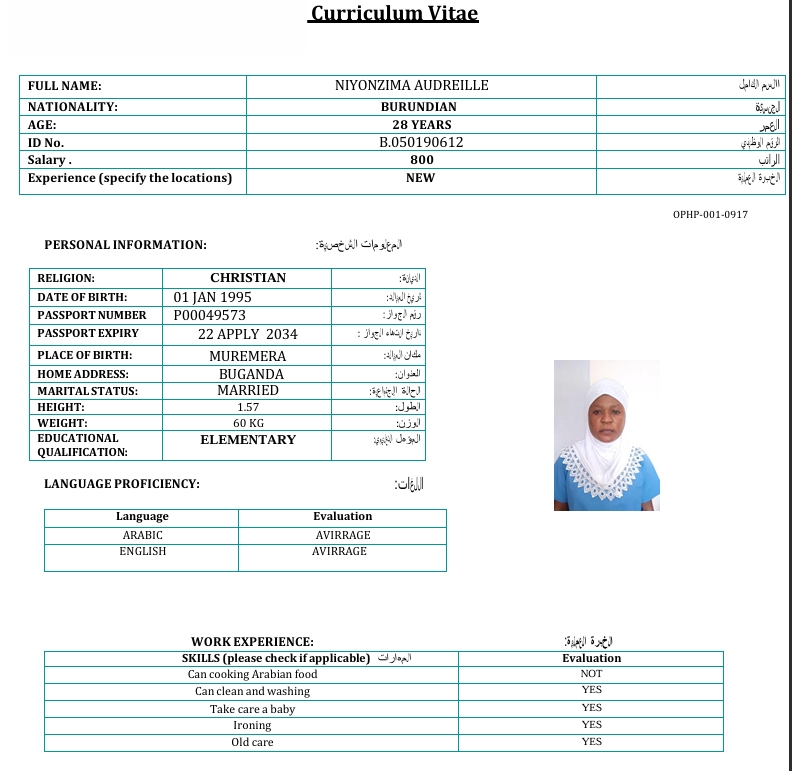 Curriculum Vitae
FULL NAME: NIYONZIMA AUDREILLE الاسم الكامل
NATIONALITY: BURUNDIAN الجنسية
AGE: 28 YEARS العمر
ID No. B.050190612 الرقم الوظيفي
Salary . 800 الراتب
Experience (specify the locations) NEW الخبرة العملية
OPHP-001-0917
PERSONAL INFORMATION: المعلومات الشخصية:
RELIGION: CHRISTIAN الديانة:
DATE OF BIRTH: 01 JAN 1995 تاريخ الميلاد:
PASSPORT NUMBER P00049573 رقم الجواز:
PASSPORT EXPIRY 22 APPLY 2034 تاريخ انتهاء الجواز :
PLACE OF BIRTH: MUREMERA مكان الميلاد:
HOME ADDRESS: BUGANDA العنوان:
MARITAL STATUS: MARRIED الحالة الاجتماعية:
HEIGHT: 1.57 الطول:
WEIGHT: 60 KG الوزن:
EDUCATIONAL ELEMENTARY المؤهل
QUALIFICATION:
LANGUAGE PROFICIENCY: اللغات:
Language Evaluation
ARABIC AVIRRAGE
ENGLISH AVIRRAGE
WORK EXPERIENCE: الخبرة العملية:
SKILLS (please check if applicable) المهارات Evaluation
Can cooking Arabian food NOT
Can clean and washing YES
Take care a baby YES
Ironing YES
Old care YES